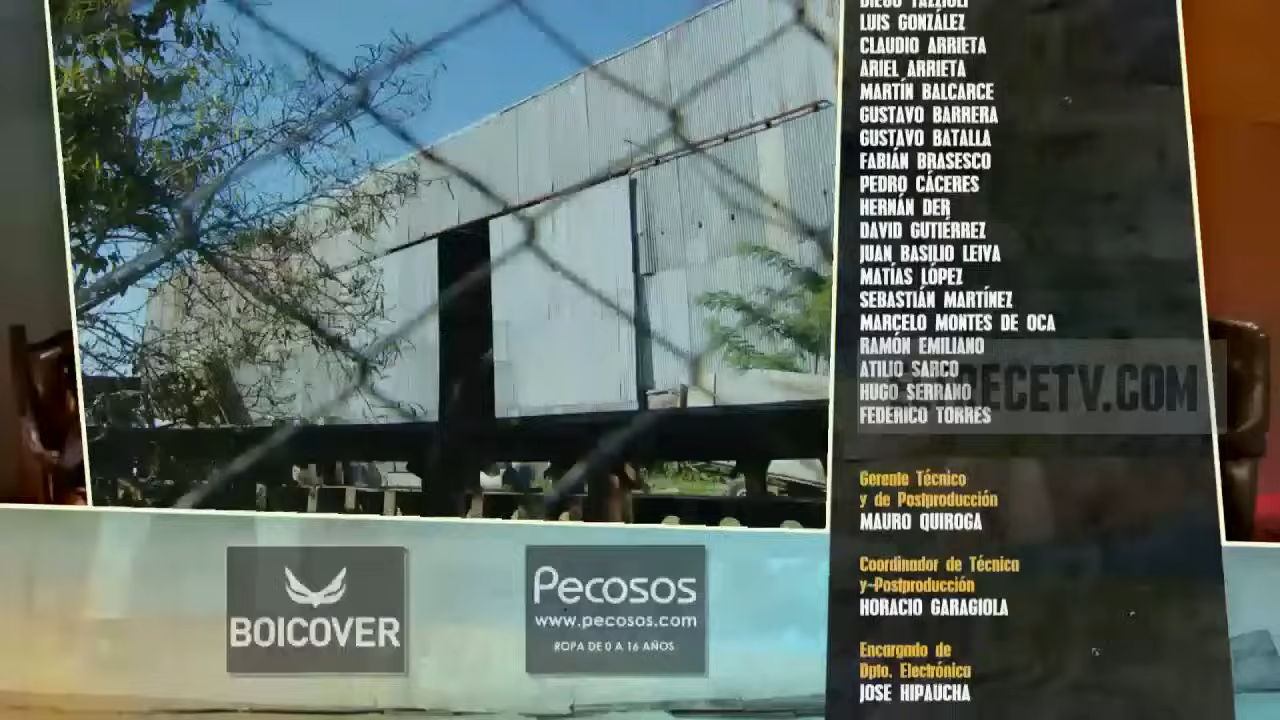 LUIS GONZÁLEZ
CLAUDIO ARRIETA
ARIEL ARRIETA
MARTÍN BALCARCE
GUSTAVO BARRERA
GUSTAVO BATALLA
FABIÁN BRASESCO
PEDRO CÁCERES
HERNÁN DER
DAVID GUTIÉRREZ
JUAN BASILIO LEIVA
MATÍAS LÓPEZ
SEBASTIÁN MARTÍNEZ
MARCELO MONTES DE OCA
RAMÓN EMILIANO
ATILIO SARCO
HUGO SERRANO
FEDERICO TORRES
Gerente Técnico
y de Postproducción
MAURO QUIROGA
Coordinador de Técnica
y-Postproducción
HORACIO GARAGIOLA
Encargado de
Dpto. Electrónica
JOSE HIPAUCHA
BOICOVER
Pecosos
www.pecosos.com
ROPA DE 0 A 16 AÑOS